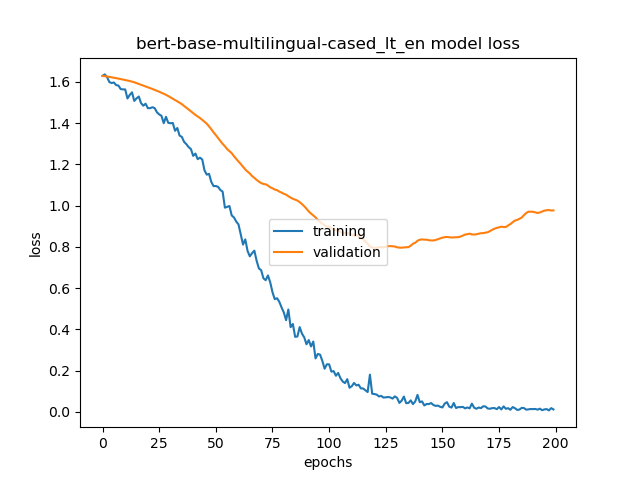 bert-base-multilingual-cased_lt_en model loss
1.6
1.4
1.2
1.0
0.8
0.6
0.4
0.2
0.0
loss
training
validation
0 25 50 75 100 125 150 175 200
epochs